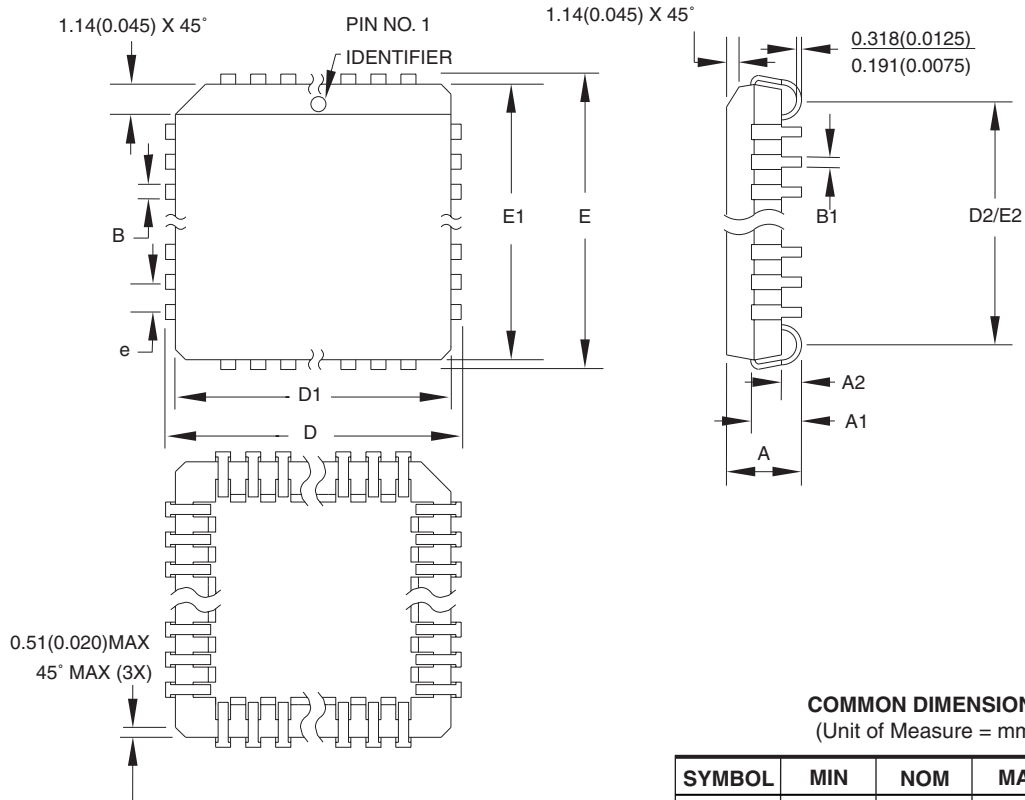 1.14(0.045) X 45˚
PIN NO. 1
IDENTIFIER
1.14(0.045) X 45˚
0.318(0.0125)
0.191(0.0075)
B
e
E1
E
B1
D2/E2
D1
D
A2
A1
A
0.51(0.020)MAX
45˚ MAX (3X)
COMMON DIMENSION
(Unit of Measure = mm
SYMBOL MIN NOM MA